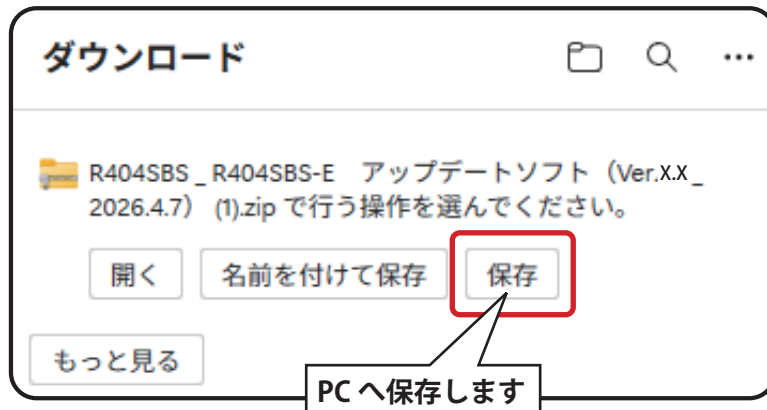 ダウンロード
R404SBS _ R404SBS-E　アップデートソフト（Ver.x.x _
2026.4.7） (1).zip で行う操作を選んでください。
開く 名前を付けて保存 保存
もっと見る
PC へ保存します